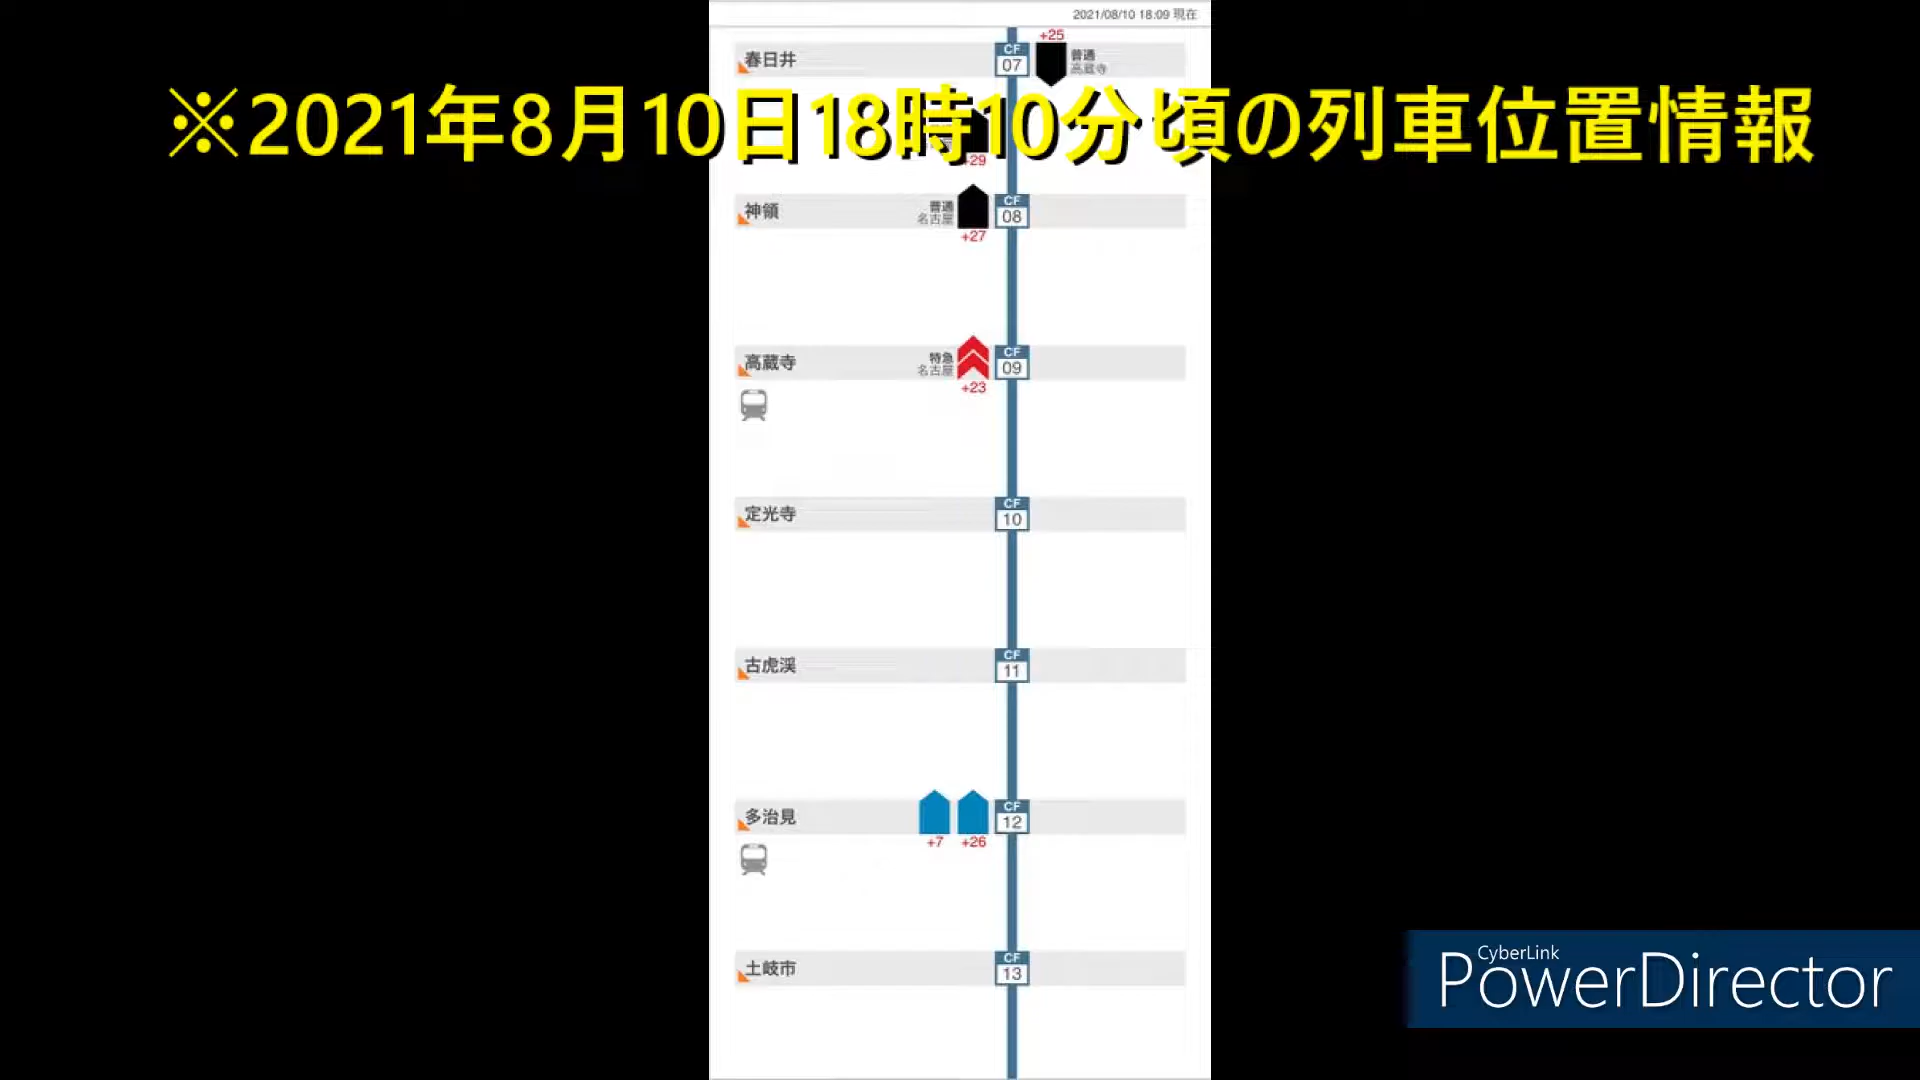 2021/08/10 18:09 現在
+25
春日井
CF
07
普通
高蔵寺
※2021年8月10日18時10分頃の列車位置情報
+29
神領
普通
名古屋
CF
08
+27
高蔵寺
特急
名古屋
CF
09
+23
定光寺
CF
10
古虎渓
CF
11
多治見
CF
12
+7
+26
土岐市
CF
13
CyberLink
PowerDirector